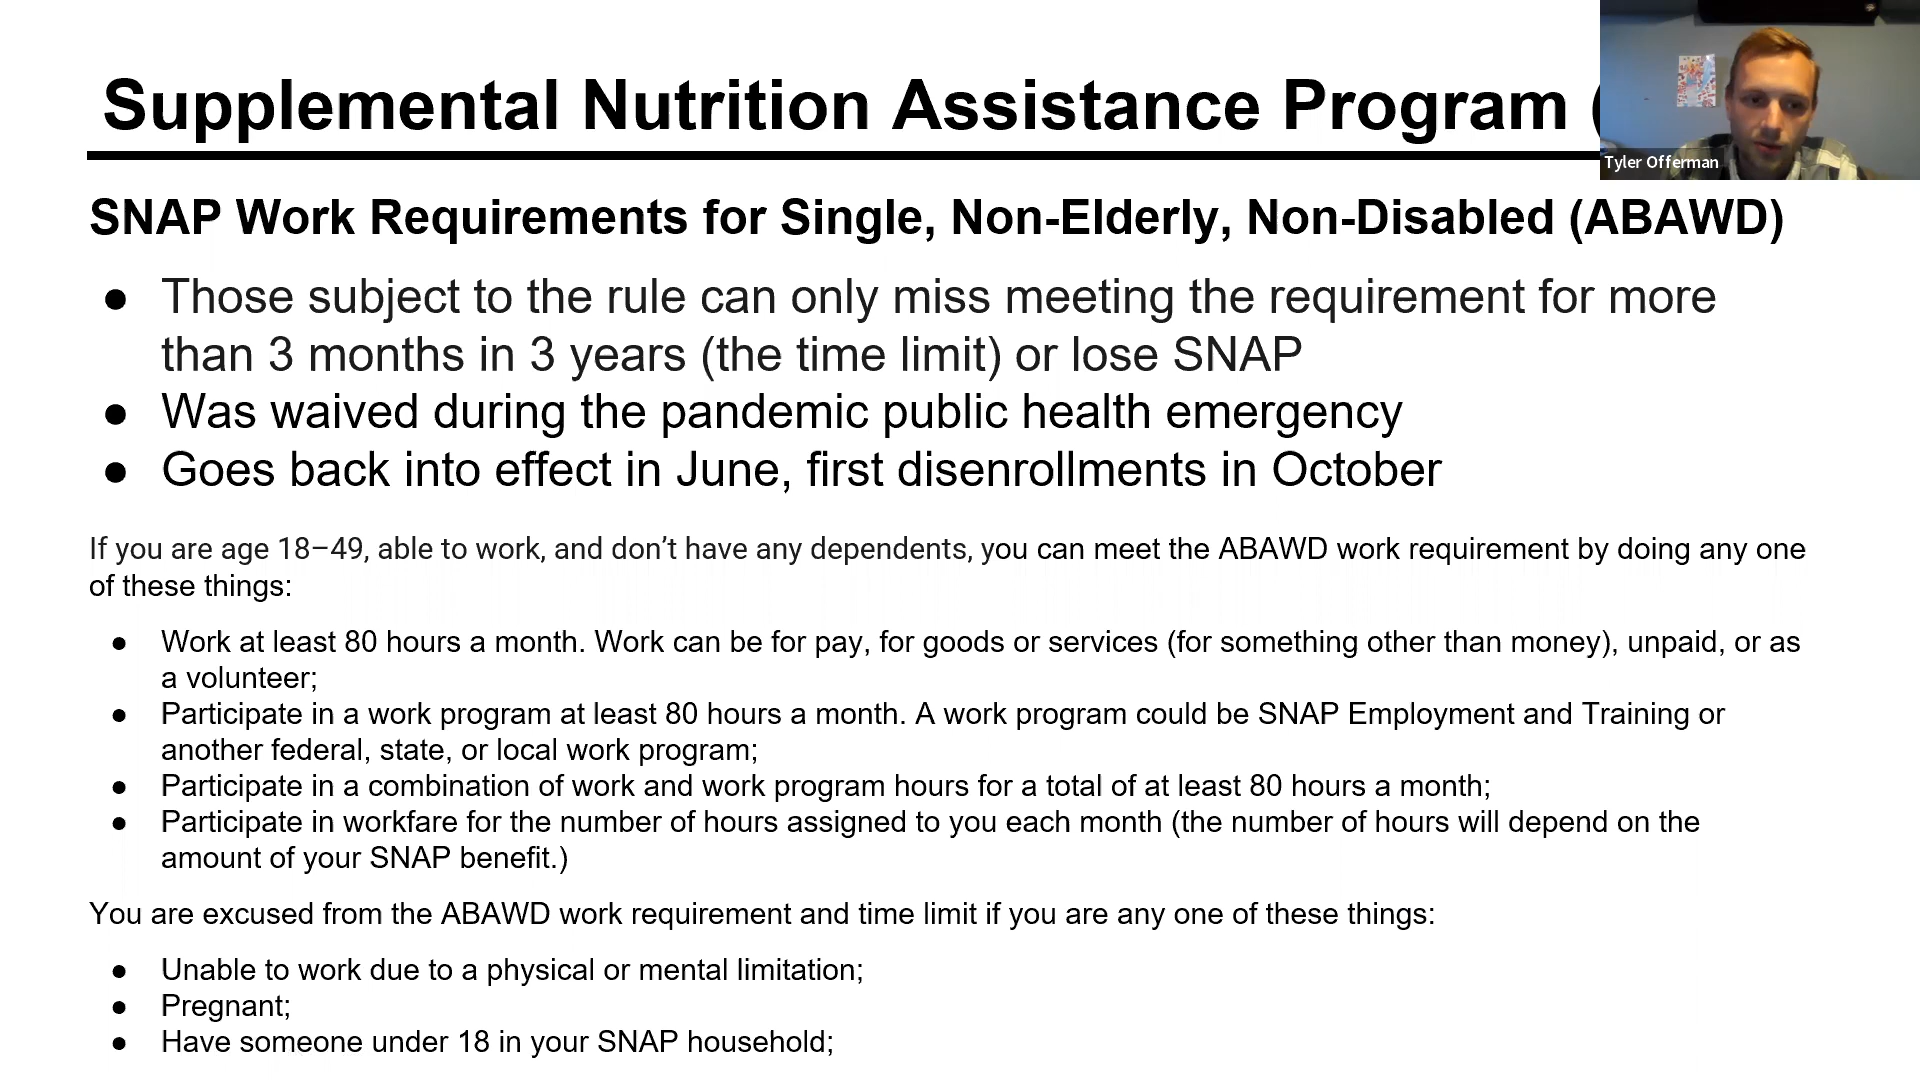 Supplemental Nutrition Assistance Program (
Tyler Offerman
SNAP Work Requirements for Single, Non-Elderly, Non-Disabled (ABAWD)
● Those subject to the rule can only miss meeting the requirement for more
than 3 months in 3 years (the time limit) or lose SNAP
● Was waived during the pandemic public health emergency
● Goes back into effect in June, first disenrollments in October
If you are age 18–49, able to work, and don’t have any dependents, you can meet the ABAWD work requirement by doing any one
of these things:
● Work at least 80 hours a month. Work can be for pay, for goods or services (for something other than money), unpaid, or as
a volunteer;
● Participate in a work program at least 80 hours a month. A work program could be SNAP Employment and Training or
another federal, state, or local work program;
● Participate in a combination of work and work program hours for a total of at least 80 hours a month;
● Participate in workfare for the number of hours assigned to you each month (the number of hours will depend on the
amount of your SNAP benefit.)
You are excused from the ABAWD work requirement and time limit if you are any one of these things:
● Unable to work due to a physical or mental limitation;
● Pregnant;
● Have someone under 18 in your SNAP household;